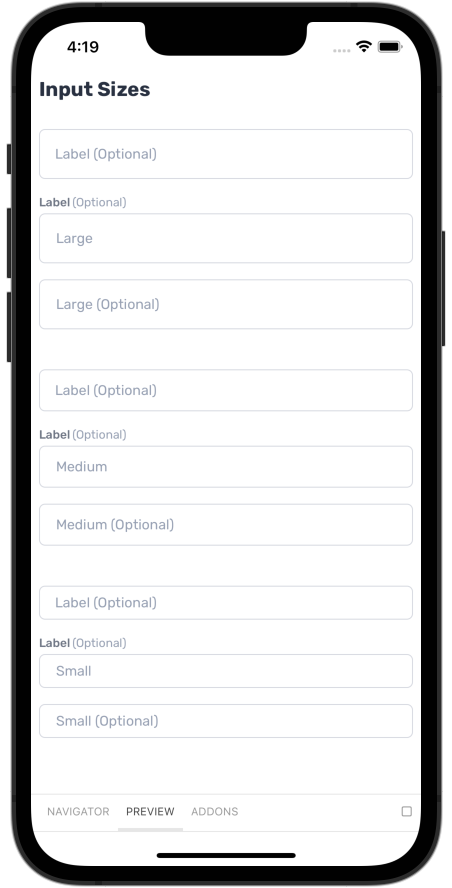 4:19
Input Sizes
Label (Optional)
Label (Optional)
Large
Large (Optional)
Label (Optional)
Label (Optional)
Medium
Medium (Optional)
Label (Optional)
Label (Optional)
Small
Small (Optional)
NAVIGATOR PREVIEW ADDONS